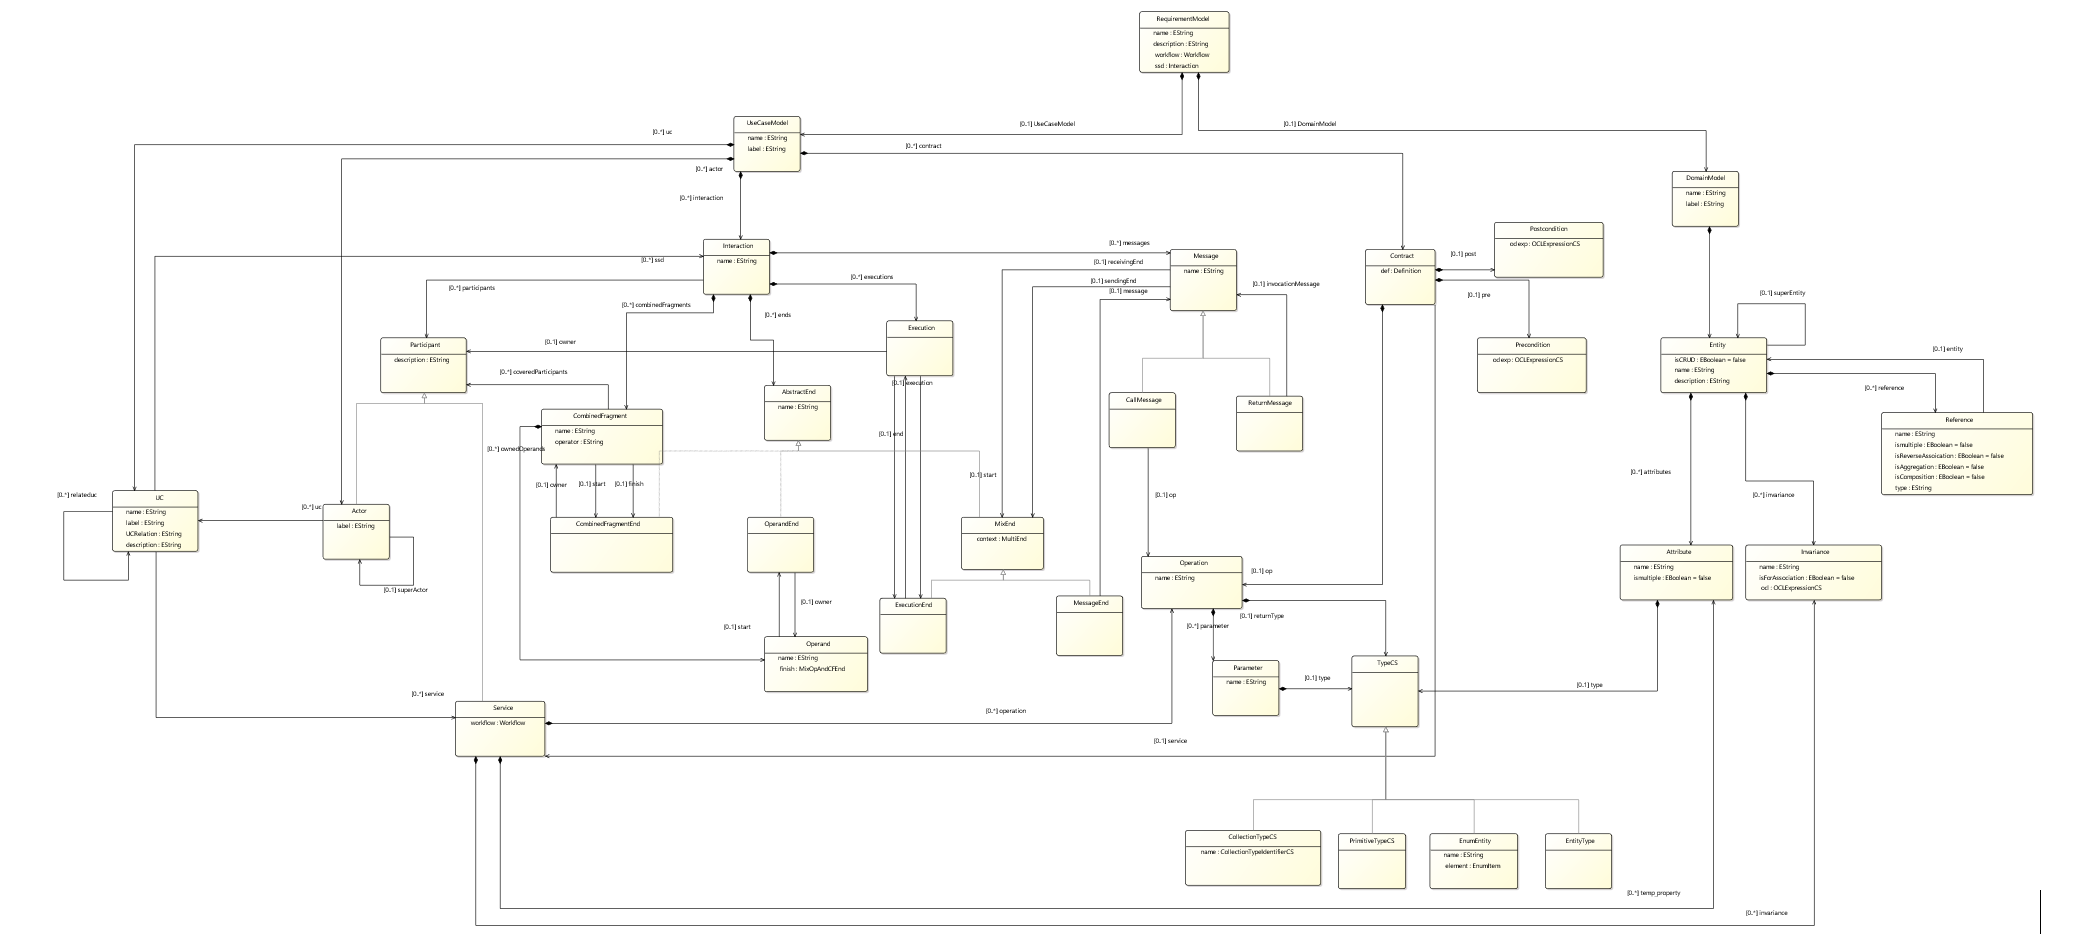 RequirementModel
name : EString
description : EString
workflow : Workflow
ssd : Interaction
[0..1] UseCaseModel
[0..1] DomainModel
UseCaseModel
name : EString
label : EString
[0..*] uc
[0..*] actor
[0..*] contract
[0..*] interaction
DomainModel
name : EString
label : EString
Interaction
name : EString
[0..*] ssd
[0..*] messages
[0..*] participants
[0..*] executions
[0..*] combinedFragments
[0..*] ends
Message
name : EString
[0..1] receivingEnd
[0..1] sendingEnd
[0..1] message
[0..1] invocationMessage
Contract
def : Definition
[0..1] post
[0..1] pre
Postcondition
oclexp : OCLExpressionCS
Precondition
oclexp : OCLExpressionCS
[0..1] superEntity
Entity
isCRUD : EBoolean = false
name : EString
description : EString
[0..1] entity
[0..*] reference
Reference
name : EString
ismultiple : EBoolean = false
isReverseAssoication : EBoolean = false
isAggregation : EBoolean = false
isComposition : EBoolean = false
type : EString
Participant
description : EString
[0..1] owner
[0..*] coveredParticipants
Execution
[0..1] execution
[0..1] end
[0..1] start
AbstractEnd
name : EString
CombinedFragment
name : EString
operator : EString
[0..*] ownedOperands
[0..1] owner
[0..1] start
[0..1] finish
CallMessage
ReturnMessage
[0..1] op
[0..*] attributes
[0..*] invariance
[0..*] relateduc
UC
name : EString
label : EString
UCRelation : EString
description : EString
[0..*] uc
Actor
label : EString
[0..1] superActor
CombinedFragmentEnd
OperandEnd
MixEnd
context : MultiEnd
[0..1] owner
[0..1] start
Operand
name : EString
finish : MixOpAndCFEnd
ExecutionEnd
MessageEnd
Operation
name : EString
[0..1] op
[0..1] returnType
[0..*] parameter
Attribute
name : EString
ismultiple : EBoolean = false
Invariance
name : EString
isForAssociation : EBoolean = false
ocl : OCLExpressionCS
Parameter
name : EString
[0..1] type
TypeCS
[0..1] type
[0..*] service
Service
workflow : Workflow
[0..*] operation
[0..1] service
CollectionTypeCS
name : CollectionTypeIdentifierCS
PrimitiveTypeCS
EnumEntity
name : EString
element : EnumItem
EntityType
[0..*] temp_property
[0..*] invariance